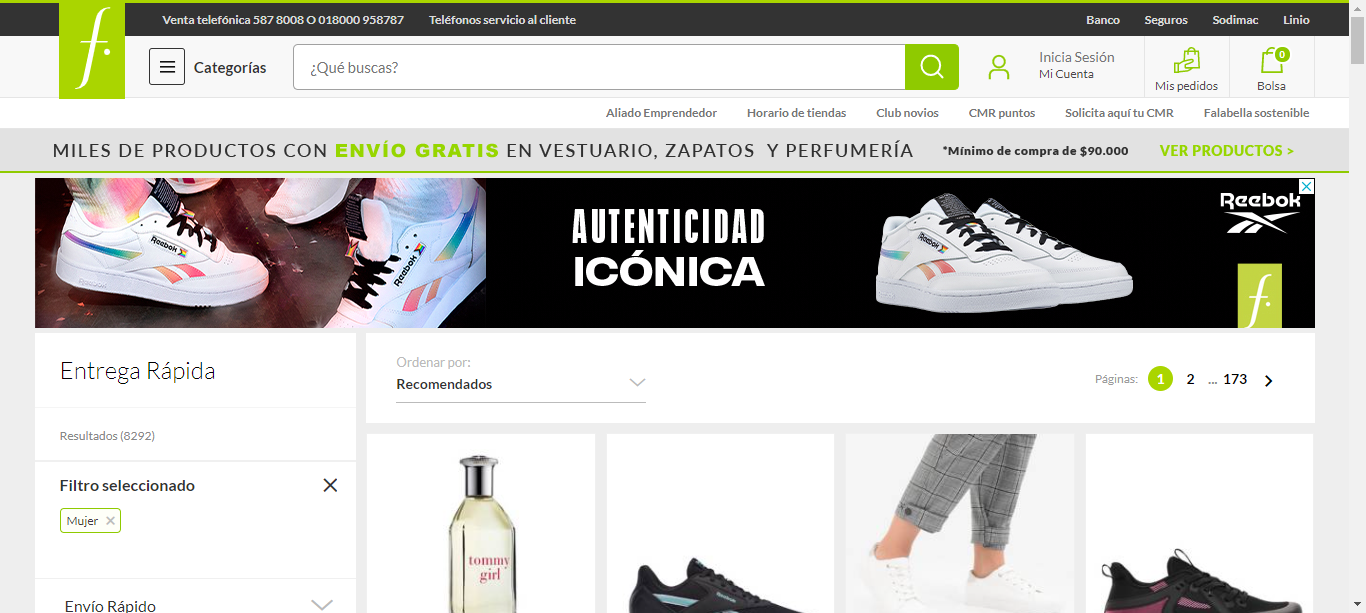 Venta telefónica 587 8008 O 018000 958787 Teléfonos servicio al cliente Banco Seguros Sodimac Linio
f.
Categorías ¿Qué buscas? Inicia Sesión
Mi Cuenta
Mis pedidos
0
Bolsa
Aliado Emprendedor Horario de tiendas Club novios CMR puntos Solicita aquí tu CMR Falabella sostenible
MILES DE PRODUCTOS CON ENVÍO GRATIS EN VESTUARIO, ZAPATOS Y PERFUMERÍA *Mínimo de compra de $90.000 VER PRODUCTOS >
Reebok
Reebok
AUTENTICIDAD
ICÓNICA
Reebok
Reebok
f.
Entrega Rápida
Resultados (8292)
Filtro seleccionado
Mujer
Envío Rápido
Ordenar por:
Recomendados
Páginas: 1 2 ... 173
tommy
girl
Reebok